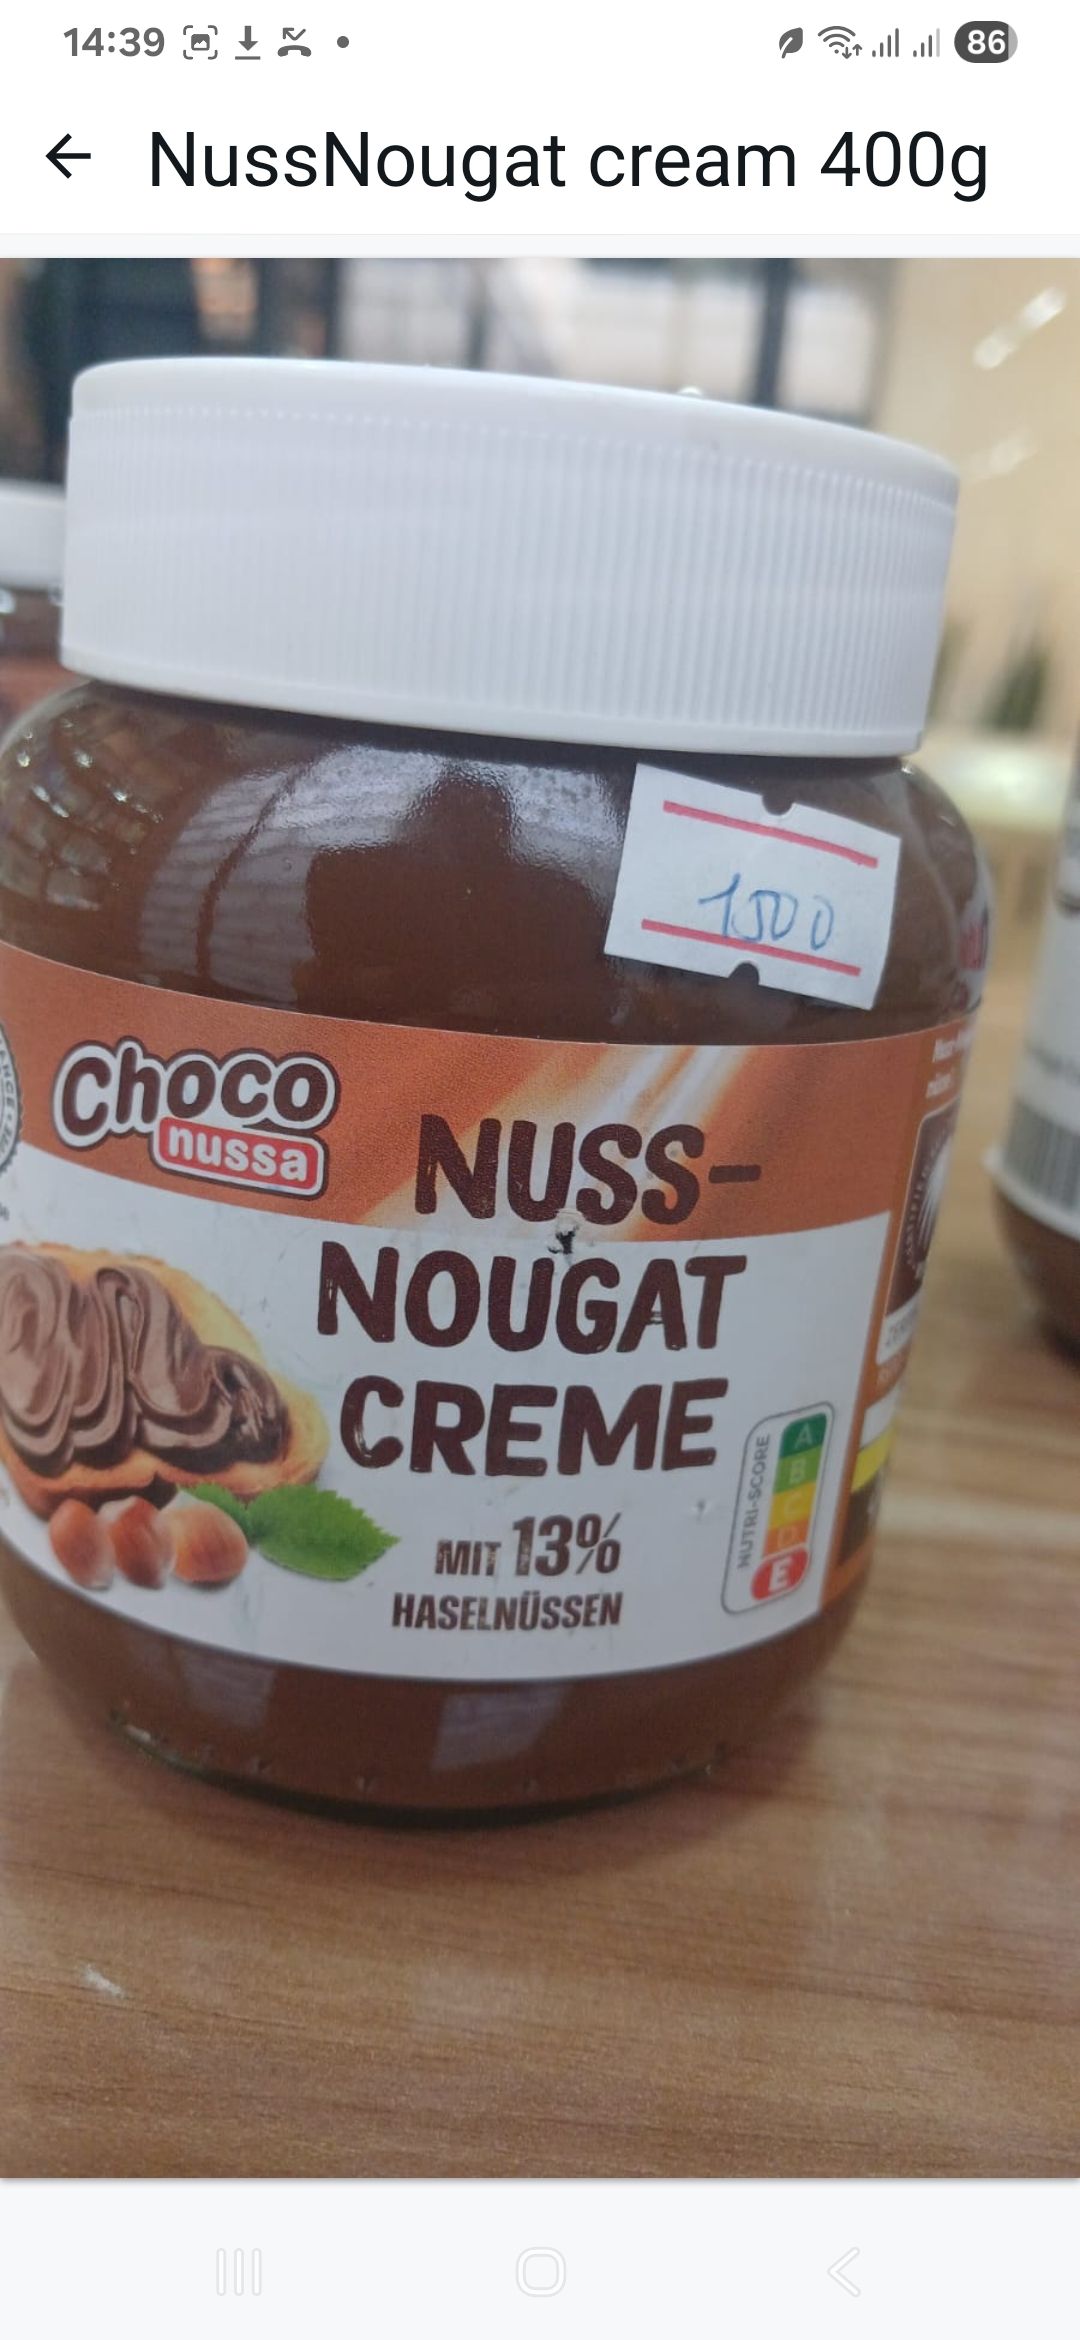 14:39
86
NussNougat cream 400g
1500
Choco
nussa
NUSS-
NOUGAT
CREME
MIT 13%
HASELNÜSSEN
NUTRI-SCORE
A
B
C
D
E